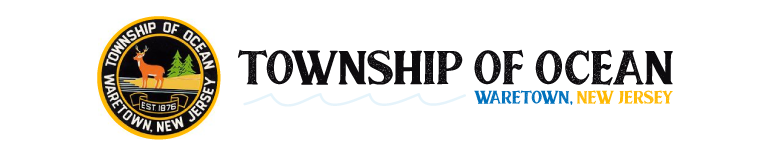 TOWNSHIP OF OCEAN
EST 1876
WARETOWN, NEW JERSEY
TOWNSHIP OF OCEAN
WARETOWN, NEW JERSEY